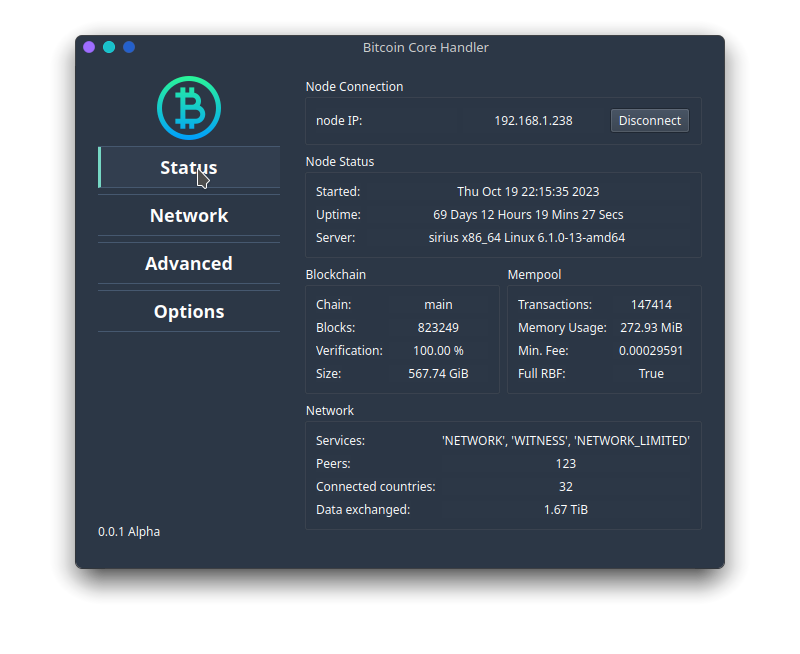 Bitcoin Core Handler
Status
Network
Advanced
Options
0.0.1 Alpha
Node Connection
node IP: 192.168.1.238 Disconnect
Node Status
Started: Thu Oct 19 22:15:35 2023
Uptime: 69 Days 12 Hours 19 Mins 27 Secs
Server: sirius x86_64 Linux 6.1.0-13-amd64
Blockchain
Chain: main
Blocks: 823249
Verification: 100.00 %
Size: 567.74 GiB
Mempool
Transactions: 147414
Memory Usage: 272.93 MiB
Min. Fee: 0.00029591
Full RBF: True
Network
Services: 'NETWORK', 'WITNESS', 'NETWORK_LIMITED'
Peers: 123
Connected countries: 32
Data exchanged: 1.67 TiB